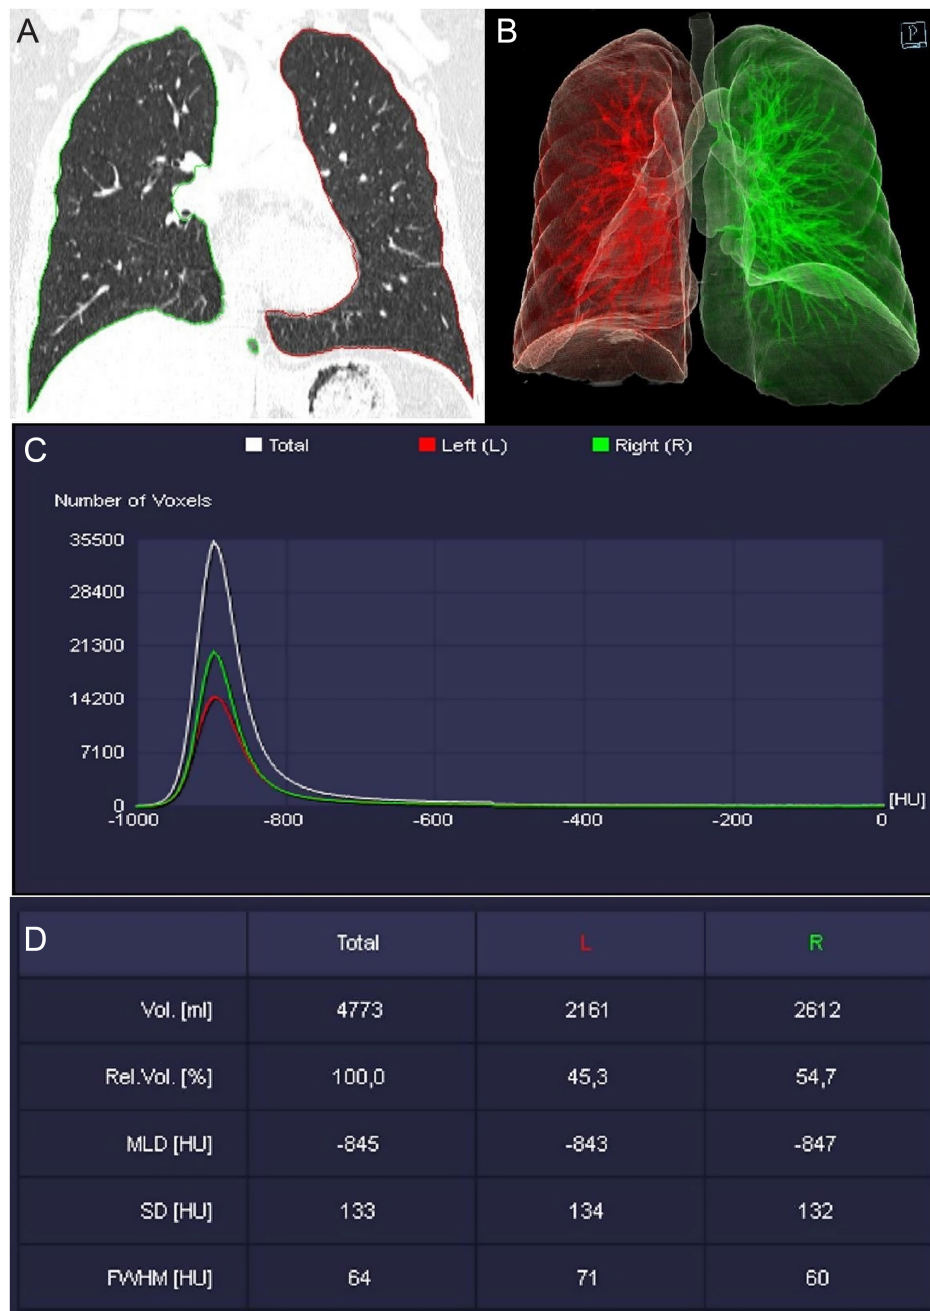 A
B
P
C
Total Left (L) Right (R)
Number of Voxels
35500
28400
21300
14200
7100
0
[HU]
-1000 -800 -600 -400 -200 0
D
Total L R
Vol. [ml] 4773 2161 2612
Rel.Vol. [%] 100,0 45,3 54,7
MLD [HU] -845 -843 -847
SD [HU] 133 134 132
FWHM [HU] 64 71 60